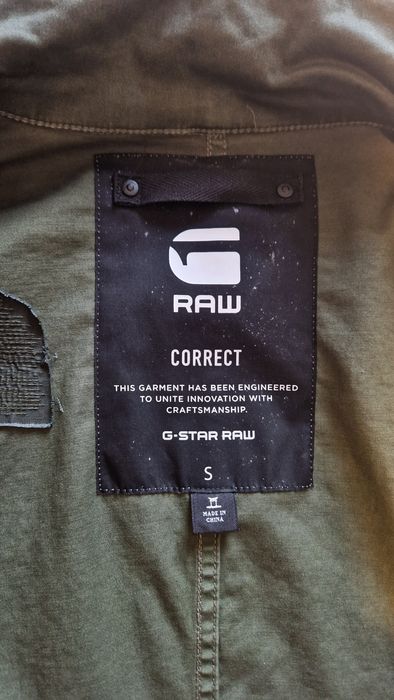 RAW
CORRECT
THIS GARMENT HAS BEEN ENGINEERED
TO UNITE INNOVATION WITH
CRAFTSMANSHIP.
G-STAR RAW
S
MADE IN
CHINA